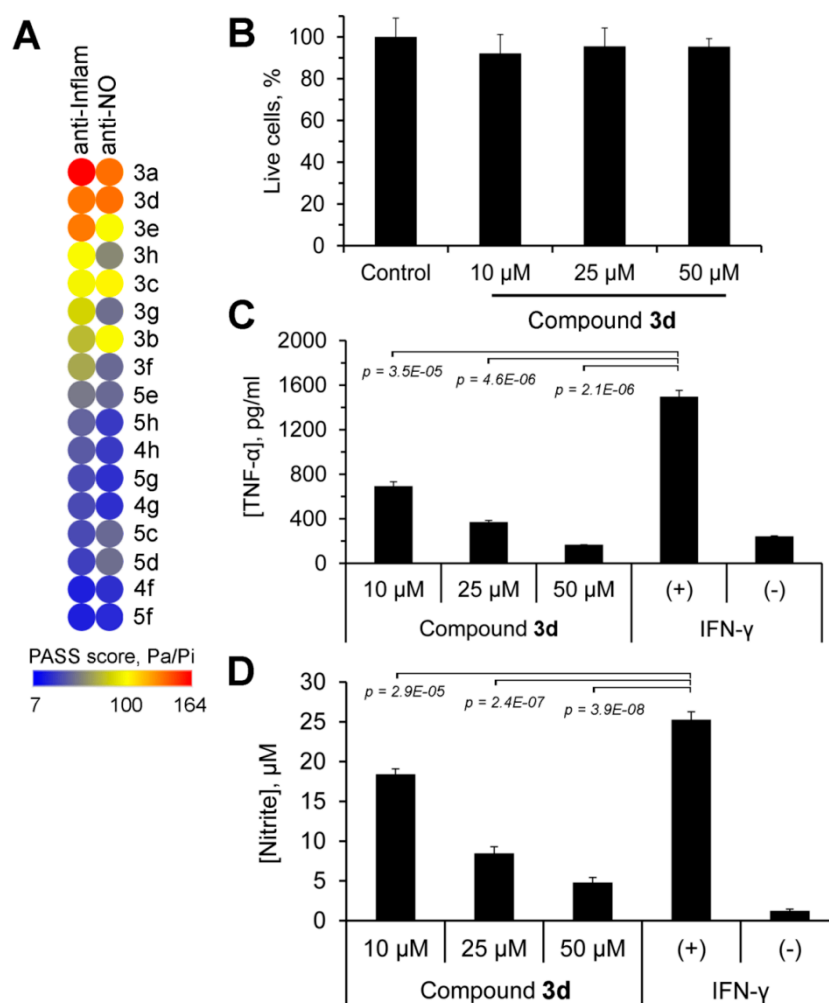 A
anti-Inflam
anti-NO
3a
3d
3e
3h
3c
3g
3b
3f
5e
5h
4h
5g
4g
5c
5d
4f
5f
PASS score, Pa/Pi
7 100 164
B
Live cells, %
100
80
60
40
20
0
Control 10 µM 25 µM 50 µM
Compound 3d
C
[TNF-α], pg/ml
2000
1600
1200
800
400
0
p = 3.5E-05
p = 4.6E-06
p = 2.1E-06
10 µM 25 µM 50 µM (+) (-)
Compound 3d IFN-γ
D
[Nitrite], µM
30
25
20
15
10
5
0
p = 2.9E-05
p = 2.4E-07
p = 3.9E-08
10 µM 25 µM 50 µM (+) (-)
Compound 3d IFN-γ